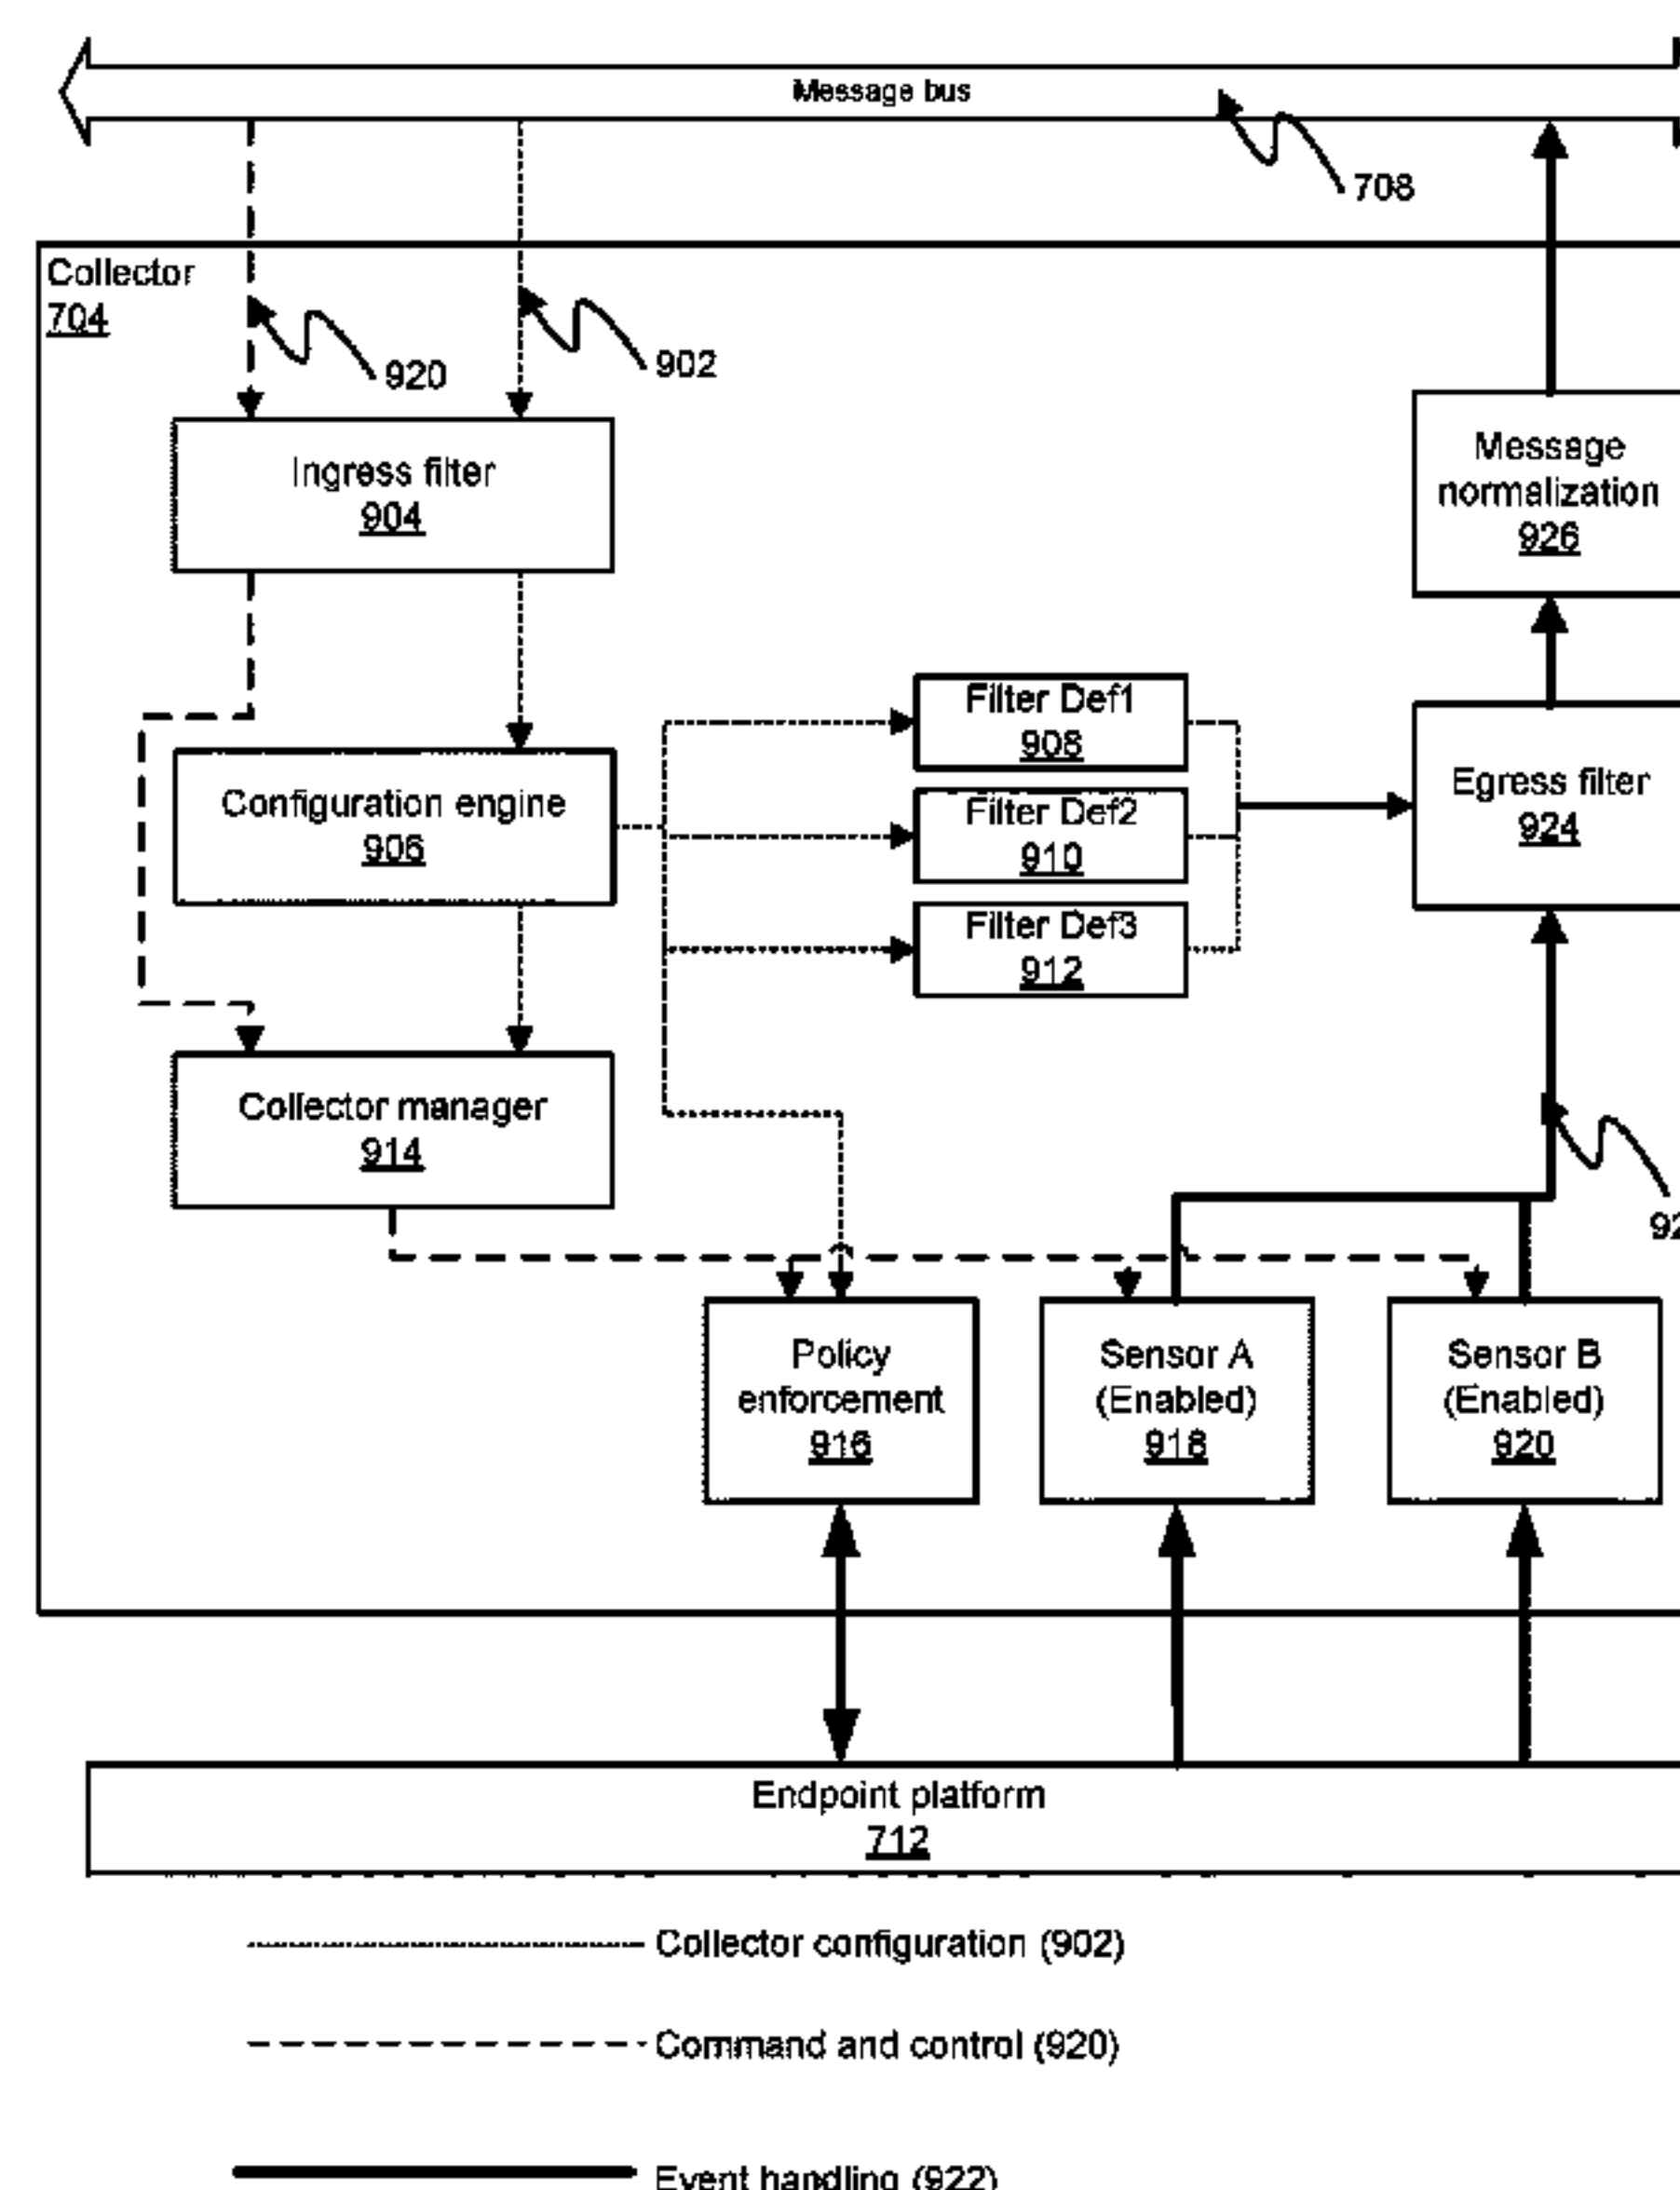 Message bus
708
Collector
704
920
902
Ingress filter
904
Message
normalization
926
Filter Def1
908
Configuration engine
906
Filter Def2
910
Egress filter
924
Filter Def3
912
Collector manager
914
92
Policy
enforcement
916
Sensor A
(Enabled)
918
Sensor B
(Enabled)
920
Endpoint platform
712
Collector configuration (902)
Command and control (920)
Event handling (922)